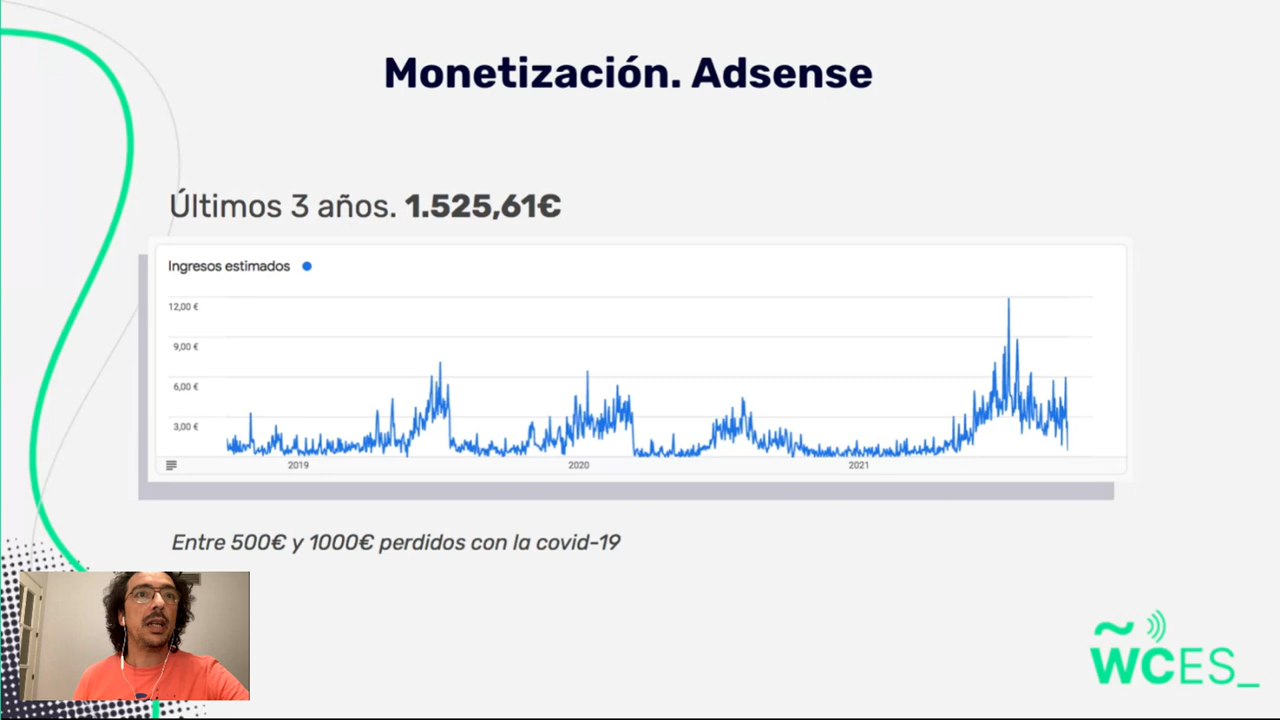 Monetización. Adsense
Últimos 3 años. 1.525,61€
Ingresos estimados
12,00 €
9,00 €
6,00 €
3,00 €
2019 2020 2021
Entre 500€ y 1000€ perdidos con la covid-19
~
WCES_